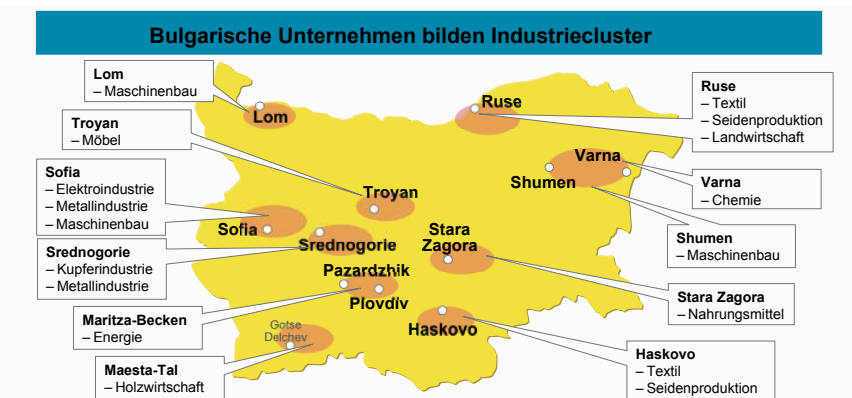 Bulgarische Unternehmen bilden Industriecluster
Lom
– Maschinenbau
Troyan
– Möbel
Sofia
– Elektroindustrie
– Metallindustrie
– Maschinenbau
Srednogorie
– Kupferindustrie
– Metallindustrie
Maritza-Becken
– Energie
Maesta-Tal
– Holzwirtschaft
Lom
Ruse
Varna
Shumen
Troyan
Sofia
Srednogorie
Stara
Zagora
Pazardzhik
Plovdiv
Haskovo
Gotse
Delchev
Ruse
– Textil
– Seidenproduktion
– Landwirtschaft
Varna
– Chemie
Shumen
– Maschinenbau
Stara Zagora
– Nahrungsmittel
Haskovo
– Textil
– Seidenproduktion